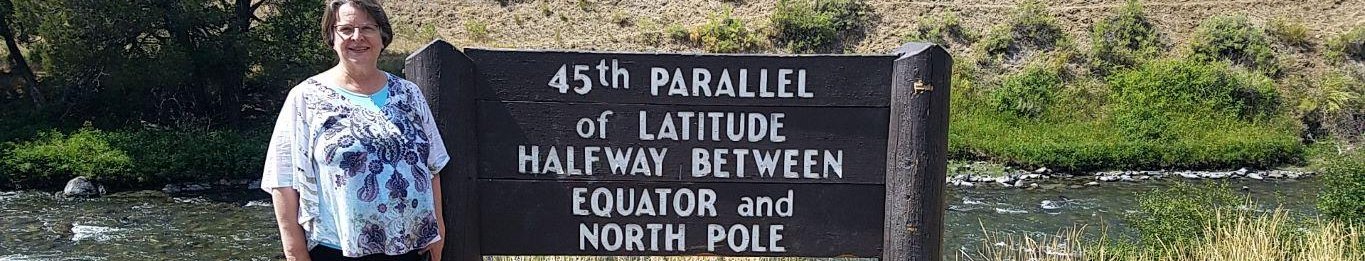 45th PARALLEL
of LATITUDE
HALFWAY BETWEEN
EQUATOR and
NORTH POLE